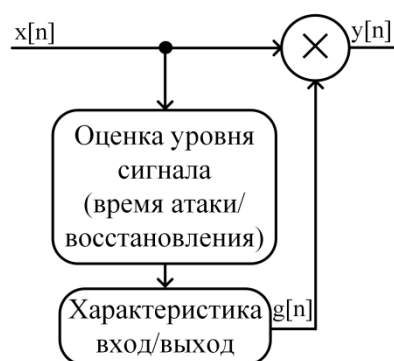 x[n]
y[n]
Оценка уровня
сигнала
(время атаки/
восстановления)
Характеристика
вход/выход
g[n]